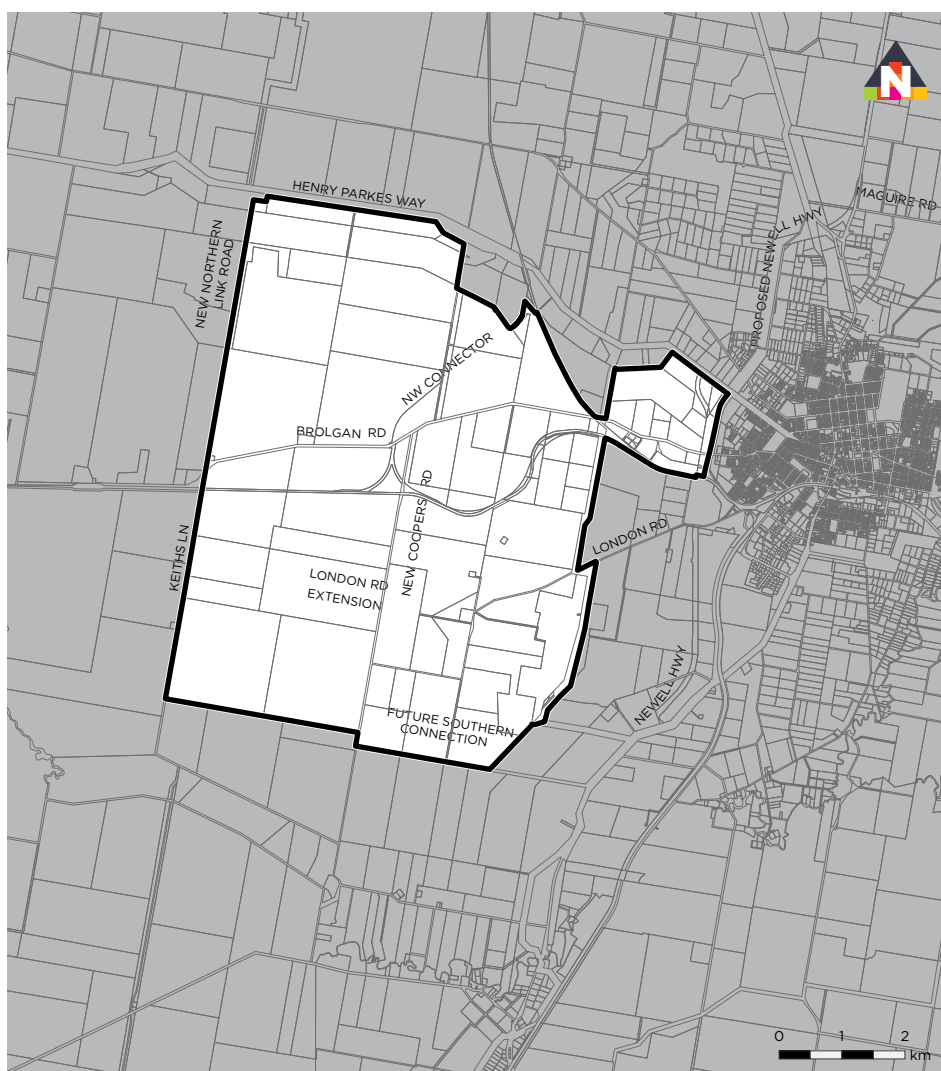 N
MAGUIRE RD
HENRY PARKES WAY
PROPOSED NEWELL HWY
NEW NORTHERN
LINK ROAD
NW CONNECTOR
BROLGAN RD
NEW COOPERS RD
LONDON RD
KEITHS LN
LONDON RD
EXTENSION
NEWELL HWY
FUTURE SOUTHERN
CONNECTION
0 1 2
km